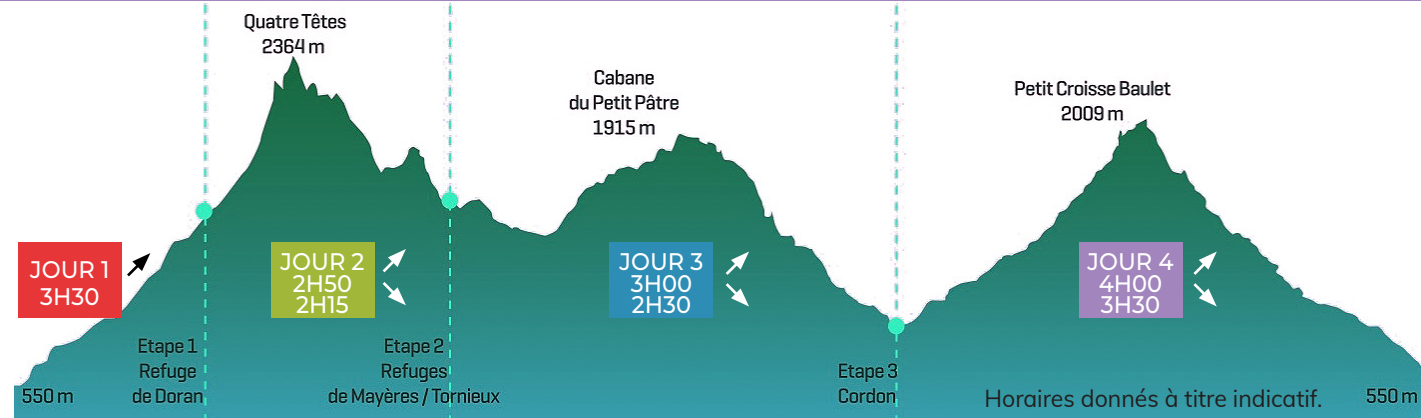 Quatre Têtes
2364 m
Cabane
du Petit Pâtre
1915 m
Petit Croisse Baulet
2009 m
JOUR 1
3H30
JOUR 2
2H50
2H15
JOUR 3
3H00
2H30
JOUR 4
4H00
3H30
550 m
Etape 1
Refuge
de Doran
Etape 2
Refuges
de Mayères / Tornieux
Etape 3
Cordon
Horaires donnés à titre indicatif.
550 m